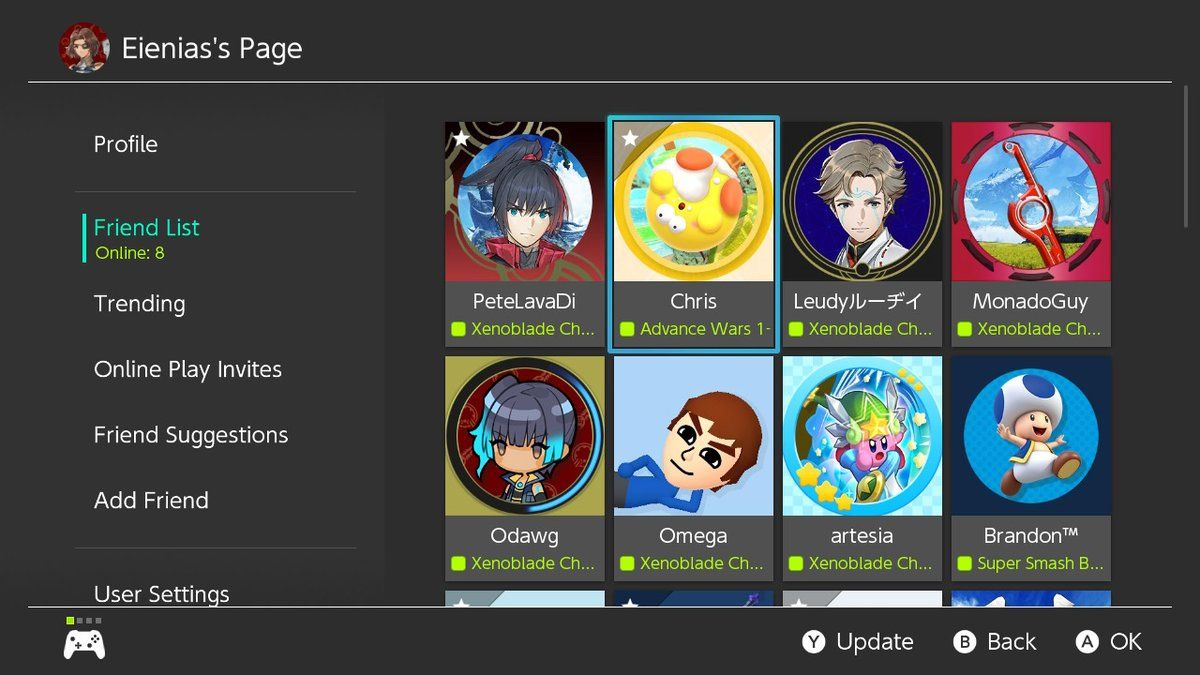 Eienias's Page
Profile
Friend List
Online: 8
Trending
Online Play Invites
Friend Suggestions
Add Friend
User Settings
PeteLavaDi
Xenoblade Ch...
Chris
Advance Wars 1-
Leudyルーヂイ
Xenoblade Ch...
MonadoGuy
Xenoblade Ch...
Odawg
Xenoblade Ch...
Omega
Xenoblade Ch...
artesia
Xenoblade Ch...
Brandon™
Super Smash B...
Y Update
B Back
A OK